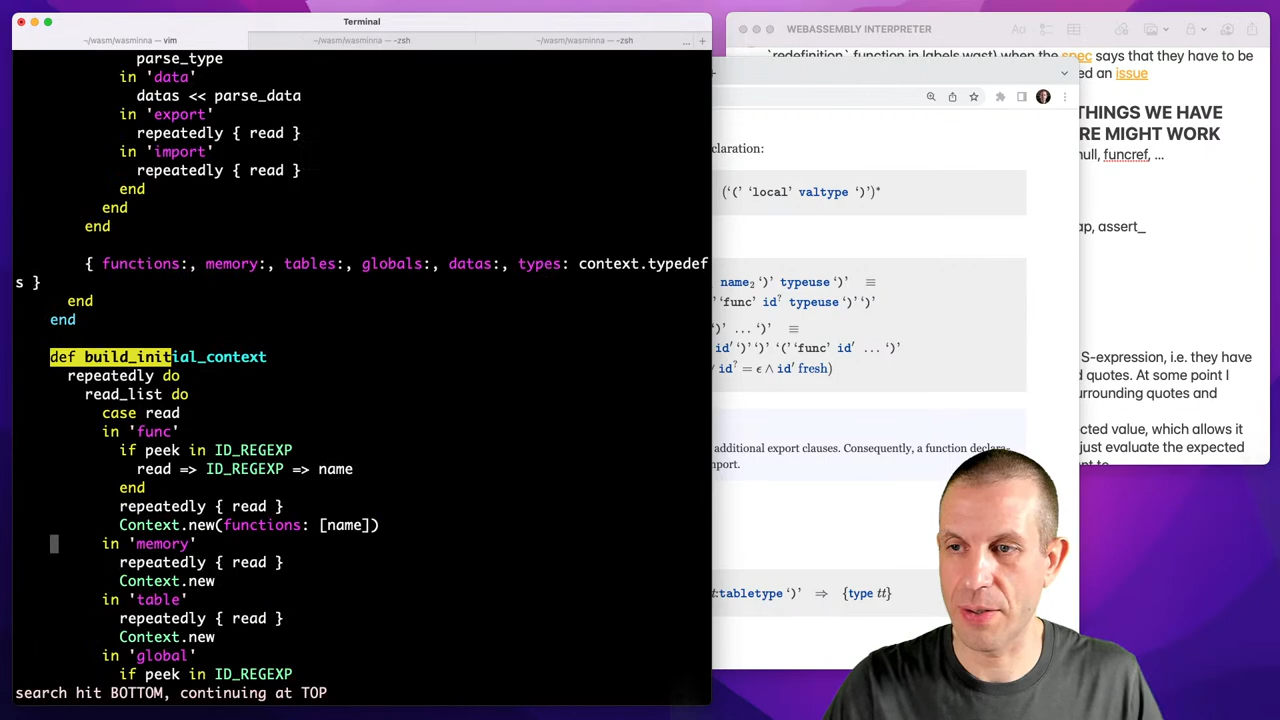 Terminal
~/wasm/wasminna — vim
~/wasm/wasminna — -zsh
~/wasm/wasminna — -zsh
... +
parse_type
in 'data'
datas << parse_data
in 'export'
repeatedly { read }
in 'import'
repeatedly { read }
end
end
end
{ functions:, memory:, tables:, globals:, datas:, types: context.typedef
s }
end
end
def build_initial_context
repeatedly do
read_list do
case read
in 'func'
if peek in ID_REGEXP
read => ID_REGEXP => name
end
repeatedly { read }
Context.new(functions: [name])
in 'memory'
repeatedly { read }
Context.new
in 'table'
repeatedly { read }
Context.new
in 'global'
if peek in ID_REGEXP
search hit BOTTOM, continuing at TOP
claration:
(‘(’ ‘local’ valtype ‘)’)*
name₂ ‘)’ typeuse ‘)’ ≡
‘func’ id? typeuse ‘)’ ‘)’
‘)’ ... ‘)’ ≡
id′ ‘)’ ‘)’ ‘(’ ‘func’ id′ ... ‘)’
id? = ϵ ∧ id′ fresh)
additional export clauses. Consequently, a function declara-
port.
t:tabletype ‘)’ ⇒ {type tt}
WEBASSEMBLY INTERPRETER
`redefinition` function in labels.wast) when the spec says that they have to be
ed an issue
THINGS WE HAVE
RE MIGHT WORK
null, funcref, ...
ap, assert_
S-expression, i.e. they have
d quotes. At some point I
urrounding quotes and
cted value, which allows it
just evaluate the expected